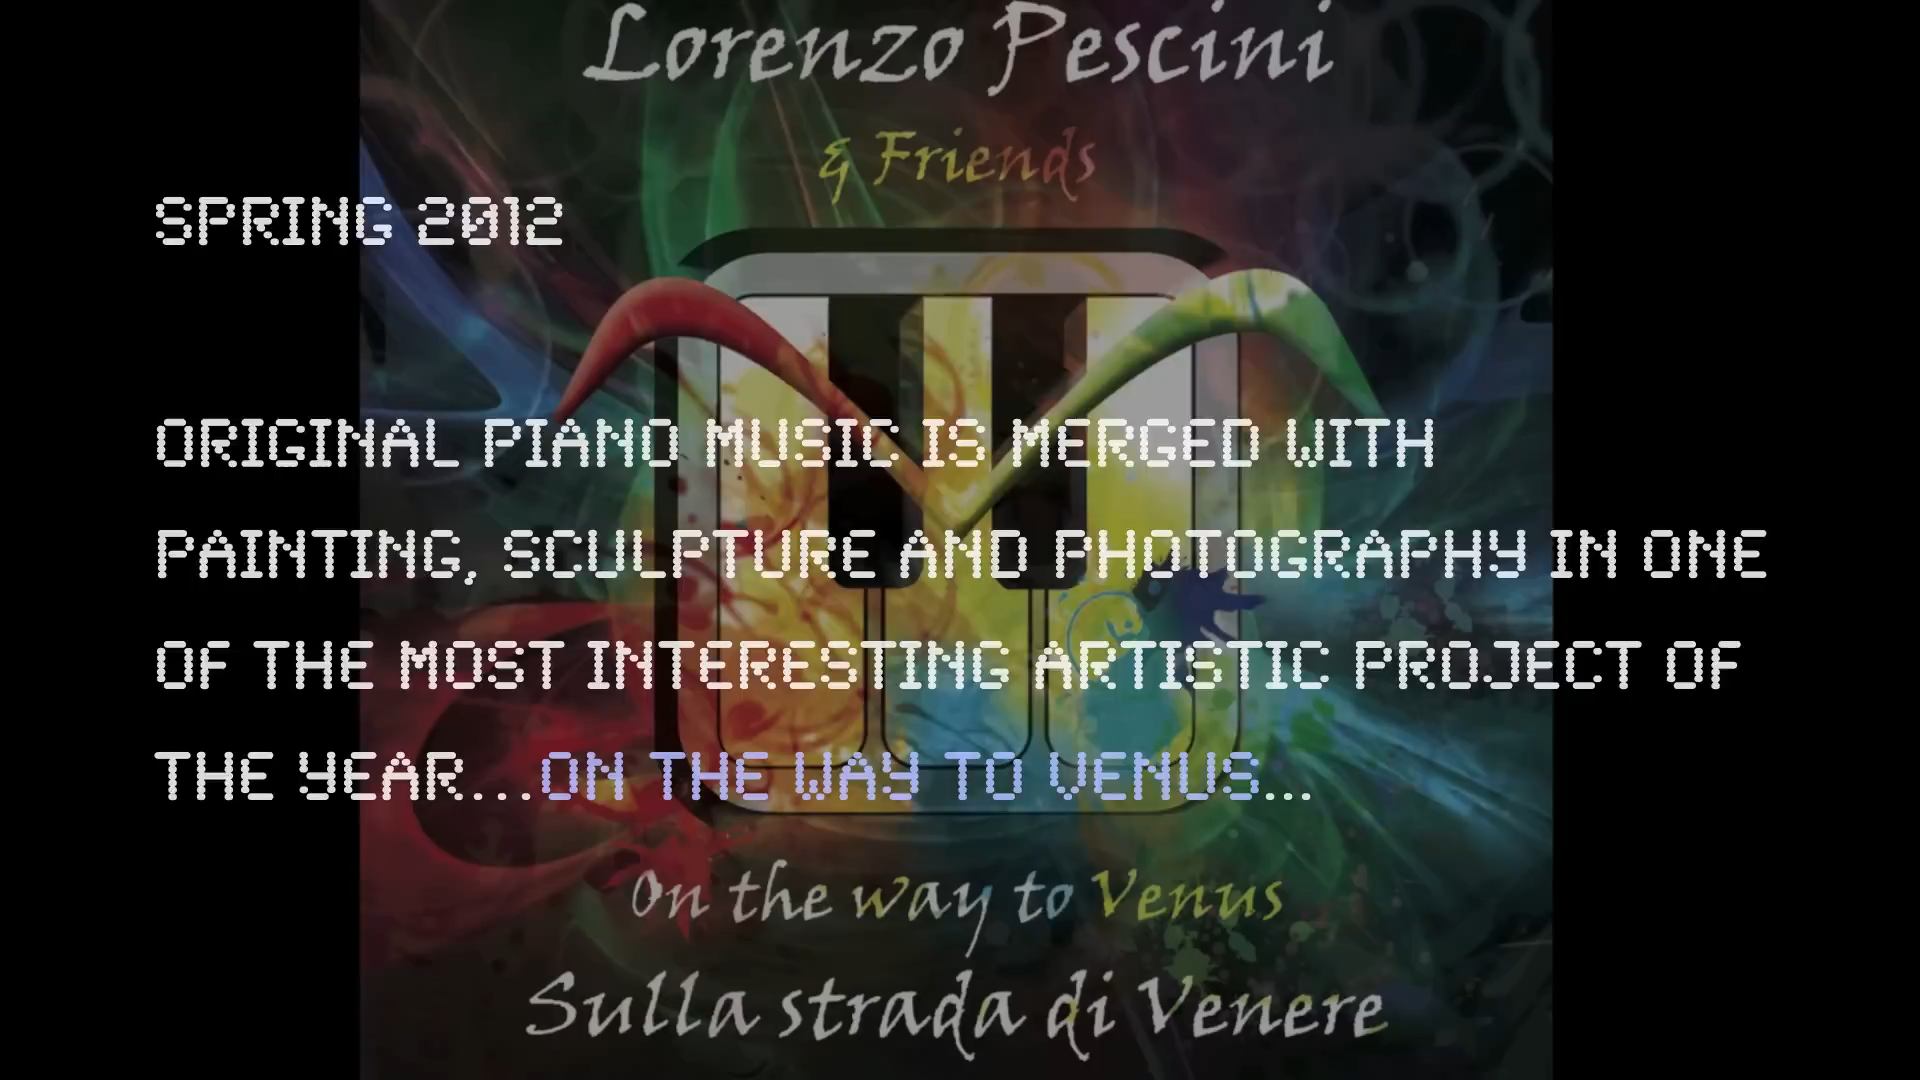 Lorenzo Pescini
& Friends
SPRING 2012
ORIGINAL PIANO MUSIC IS MERGED WITH
PAINTING, SCULPTURE AND PHOTOGRAPHY IN ONE
OF THE MOST INTERESTING ARTISTIC PROJECT OF
THE YEAR...ON THE WAY TO VENUS...
On the way to Venus
Sulla strada di Venere